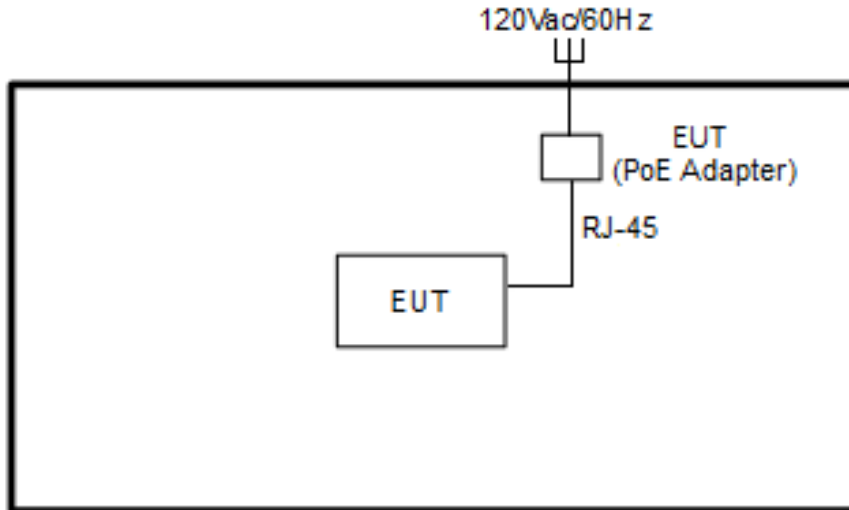 120Vac/60Hz
EUT
(PoE Adapter)
RJ-45
EUT